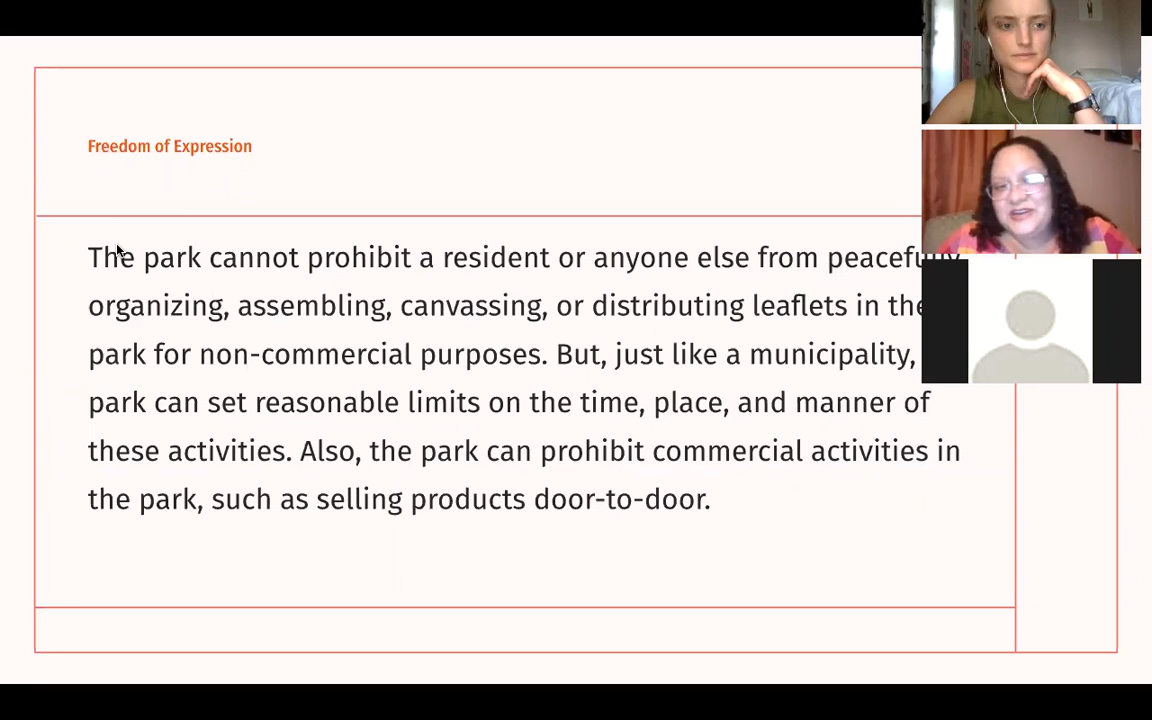 Freedom of Expression
The park cannot prohibit a resident or anyone else from peacefully
organizing, assembling, canvassing, or distributing leaflets in the
park for non-commercial purposes. But, just like a municipality,
park can set reasonable limits on the time, place, and manner of
these activities. Also, the park can prohibit commercial activities in
the park, such as selling products door-to-door.